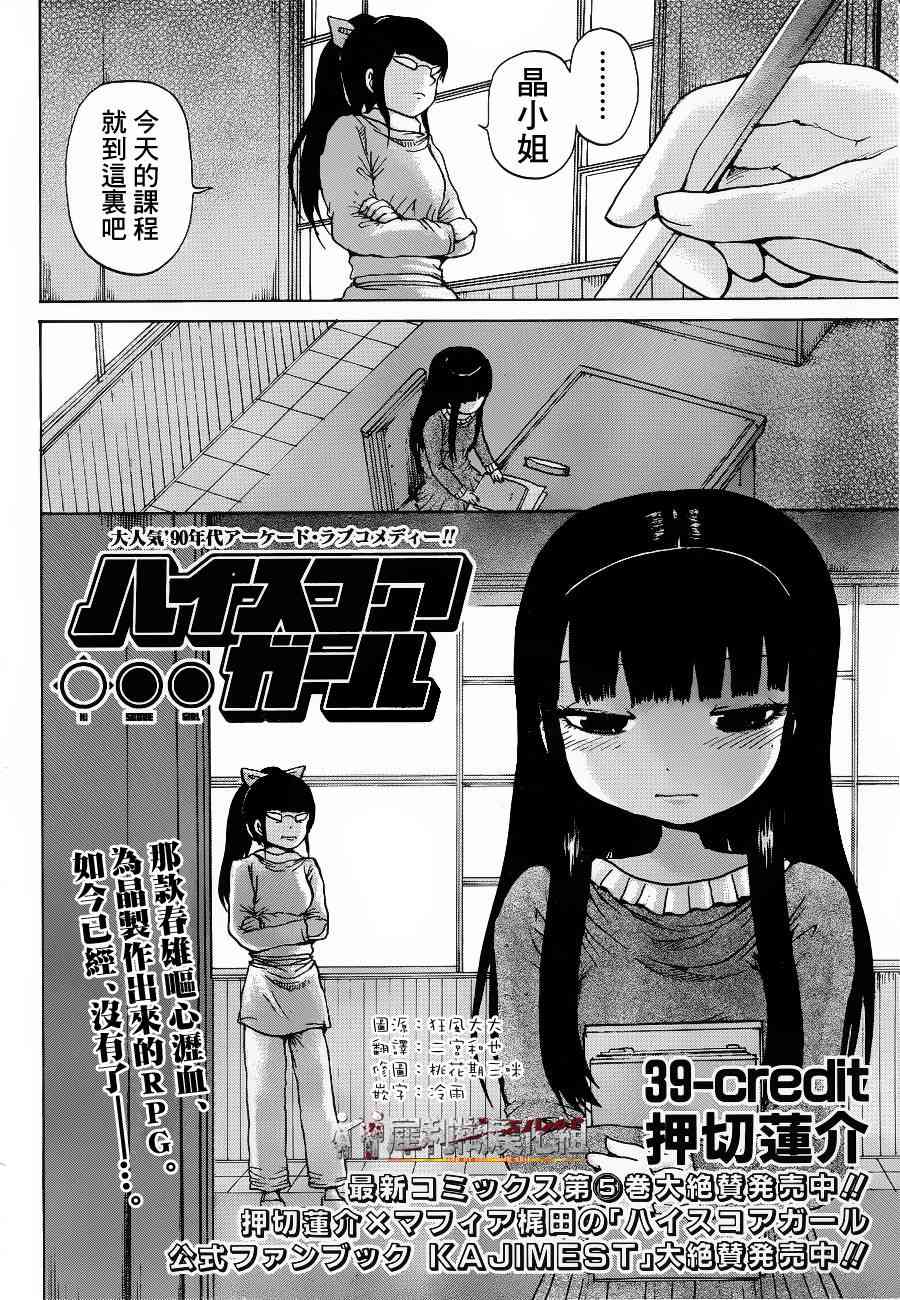 ………
晶小姐
今天的課程
就到這裏吧
大人気'90年代アーケード・ラブコメディー!!
ハイスコア
ガール
HI SCORE GIRL
那款春雄嘔心瀝血、
為晶製作出來的RPG。
如今已經、沒有了——…。
圖源：狂風大大
翻譯：二宮和也
修圖：桃花期三咪
嵌字：冷雨
39-credit
押切蓮介
最新コミックス第⑤巻大絶賛発売中!!
押切蓮介×マフィア梶田の「ハイスコアガール
公式ファンブック KAJIMEST」大絶賛発売中!!